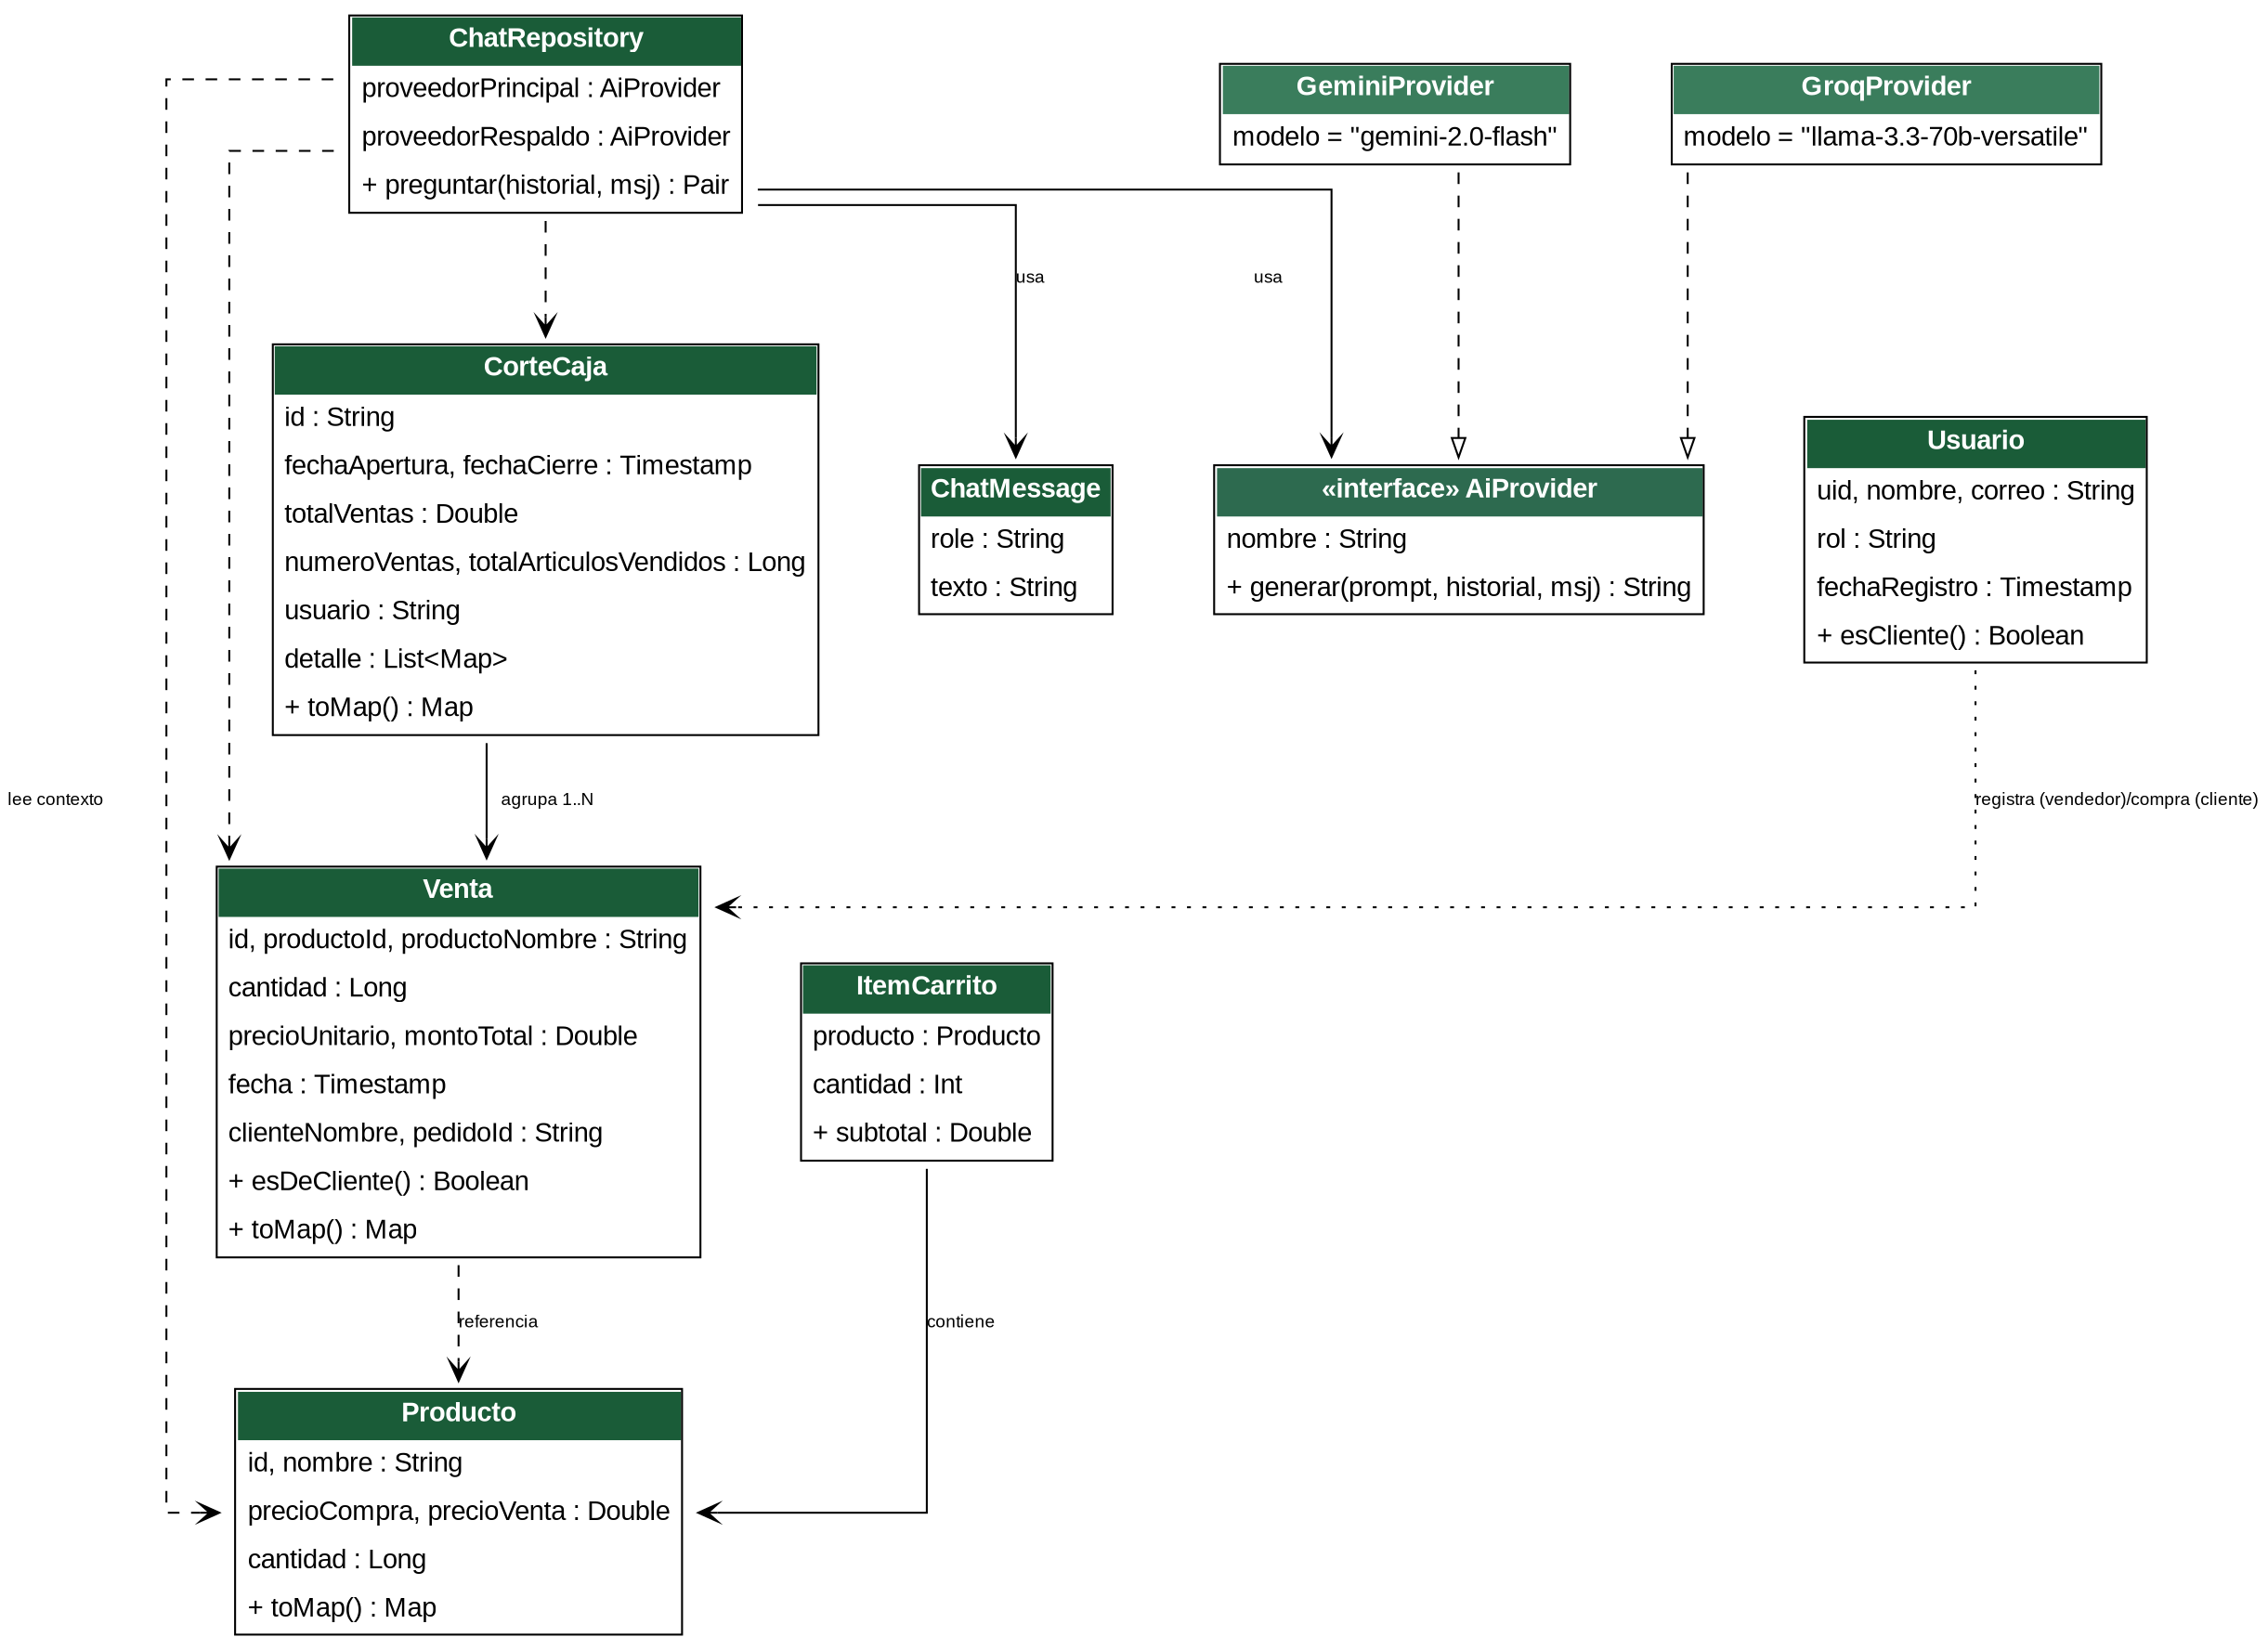 ChatRepository
proveedorPrincipal : AiProvider
proveedorRespaldo : AiProvider
+ preguntar(historial, msj) : Pair
GeminiProvider
modelo = "gemini-2.0-flash"
GroqProvider
modelo = "llama-3.3-70b-versatile"
usa
usa
CorteCaja
id : String
fechaApertura, fechaCierre : Timestamp
totalVentas : Double
numeroVentas, totalArticulosVendidos : Long
usuario : String
detalle : List<Map>
+ toMap() : Map
ChatMessage
role : String
texto : String
«interface» AiProvider
nombre : String
+ generar(prompt, historial, msj) : String
Usuario
uid, nombre, correo : String
rol : String
fechaRegistro : Timestamp
+ esCliente() : Boolean
lee contexto
agrupa 1..N
registra (vendedor)/compra (cliente)
Venta
id, productoId, productoNombre : String
cantidad : Long
precioUnitario, montoTotal : Double
fecha : Timestamp
clienteNombre, pedidoId : String
+ esDeCliente() : Boolean
+ toMap() : Map
ItemCarrito
producto : Producto
cantidad : Int
+ subtotal : Double
referencia
contiene
Producto
id, nombre : String
precioCompra, precioVenta : Double
cantidad : Long
+ toMap() : Map